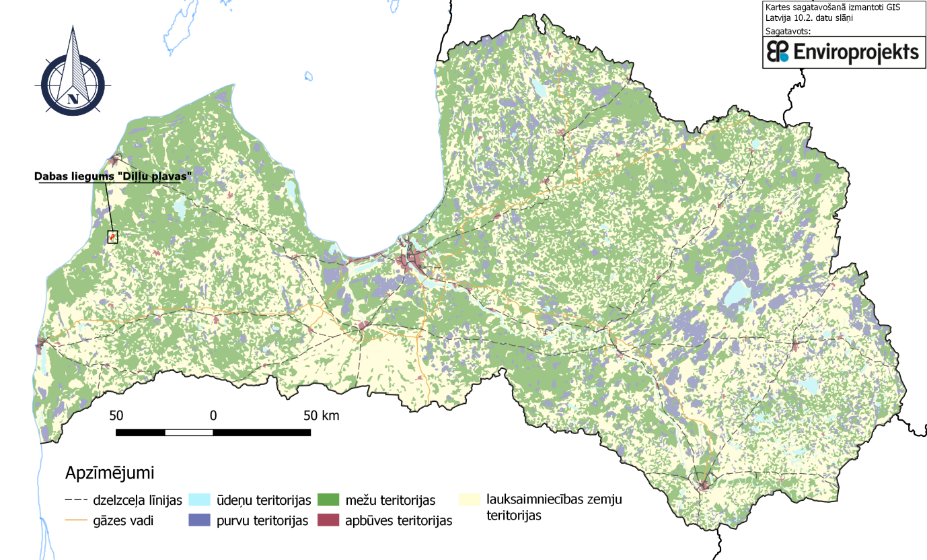 Kartes sagatavošanā izmantoti GIS
Latvija 10.2. datu slāņi
Sagatavots:
Enviroprojekts
N
Dabas liegums "Diļļu pļavas"
50 0 50 km
Apzīmējumi
dzelzceļa līnijas
gāzes vadi
ūdeņu teritorijas
purvu teritorijas
mežu teritorijas
apbūves teritorijas
lauksaimniecības zemju
teritorijas